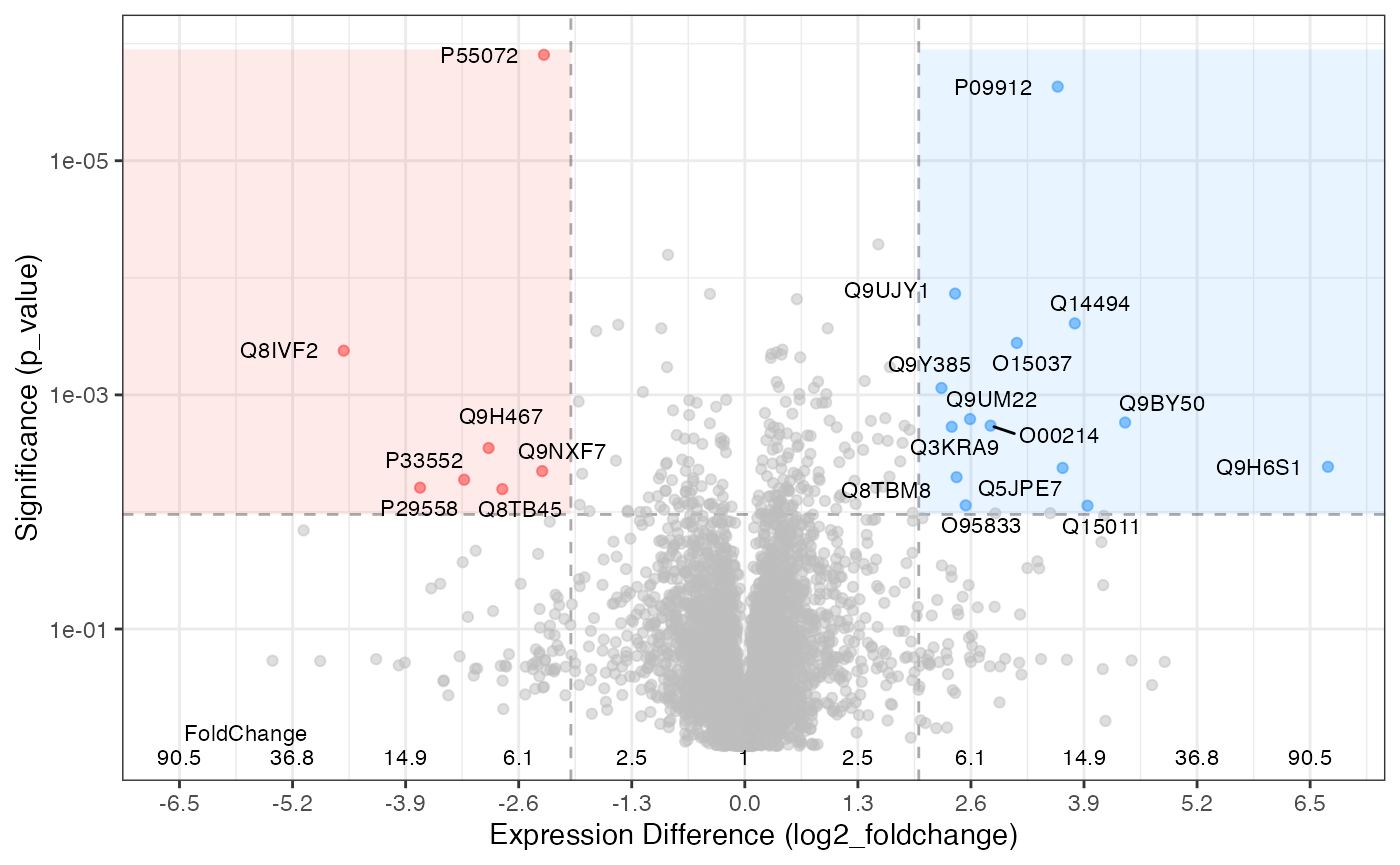 P55072
P09912
1e-05
Q9UJY1
Q14494
Q8IVF2
Q9Y385
O15037
1e-03
Q9UM22
Q9BY50
Q9H467
O00214
Q3KRA9
Q9NXF7
P33552
Q9H6S1
Q8TBM8
Q5JPE7
P29558
Q8TB45
O95833
Q15011
1e-01
FoldChange
90.5 36.8 14.9 6.1 2.5 1 2.5 6.1 14.9 36.8 90.5
-6.5 -5.2 -3.9 -2.6 -1.3 0.0 1.3 2.6 3.9 5.2 6.5
Expression Difference (log2_foldchange)
Significance (p_value)